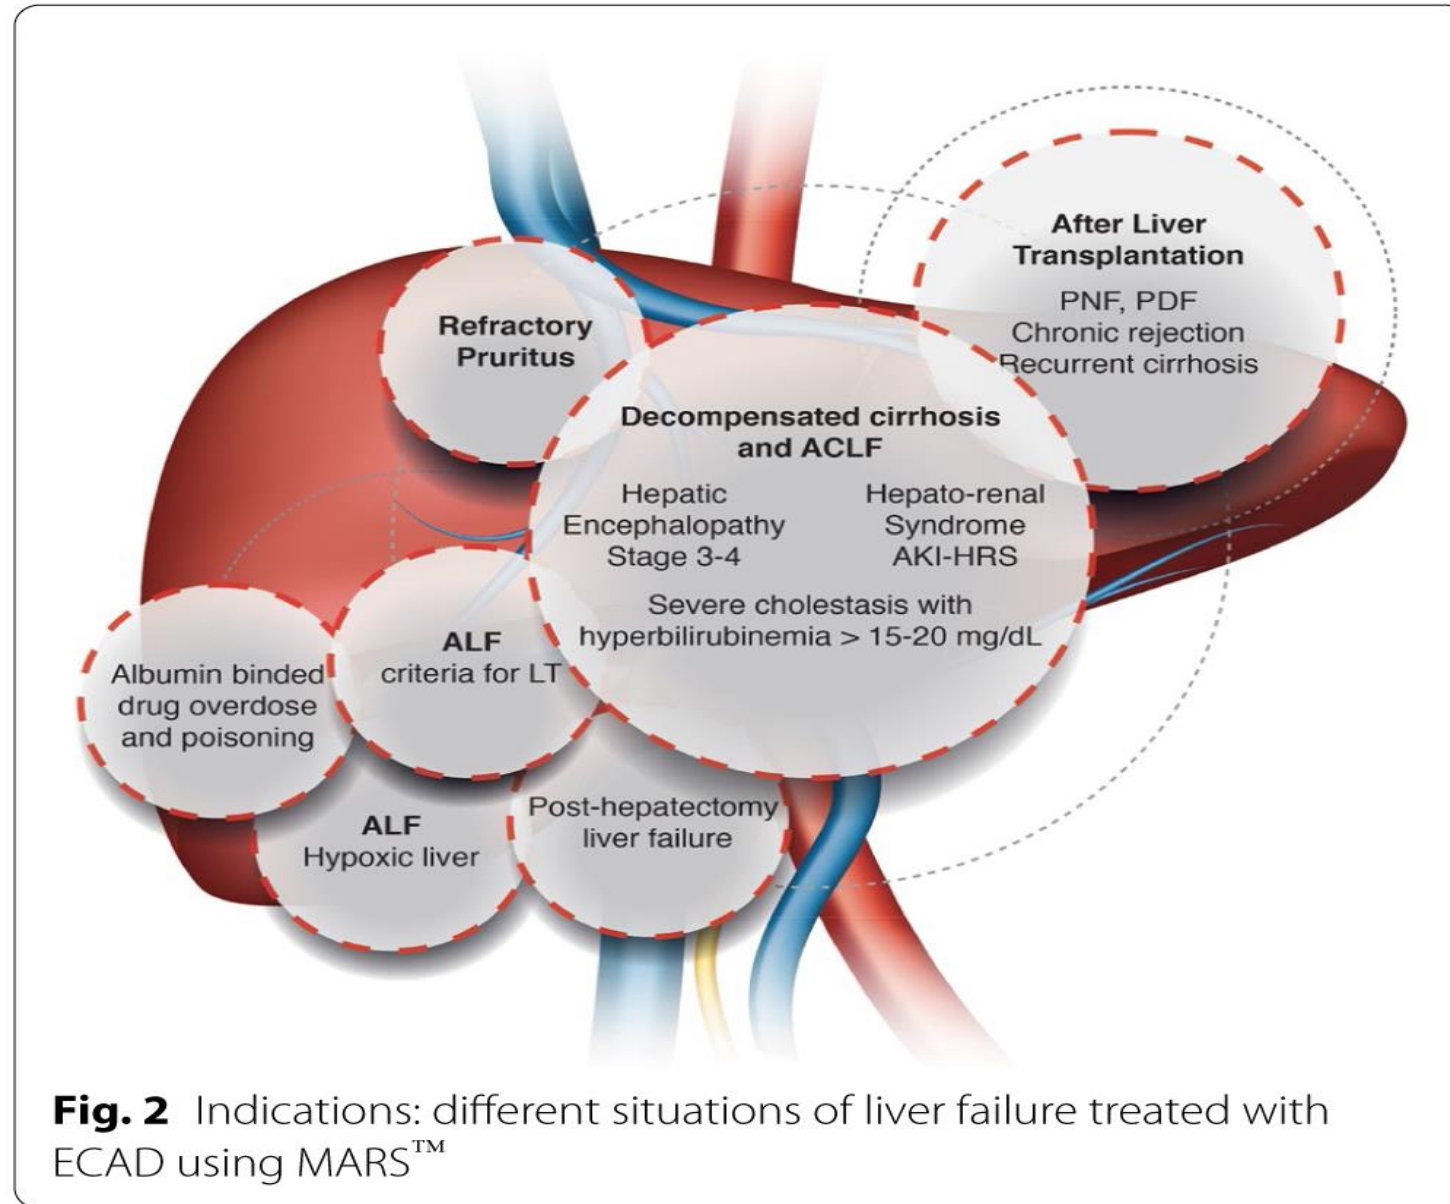 After Liver
Transplantation
PNF, PDF
Chronic rejection
Recurrent cirrhosis
Refractory
Pruritus
Decompensated cirrhosis
and ACLF
Hepatic
Encephalopathy
Stage 3-4
Hepato-renal
Syndrome
AKI-HRS
Severe cholestasis with
hyperbilirubinemia > 15-20 mg/dL
ALF
criteria for LT
Albumin binded
drug overdose
and poisoning
ALF
Hypoxic liver
Post-hepatectomy
liver failure
Fig. 2 Indications: different situations of liver failure treated with
ECAD using MARS™